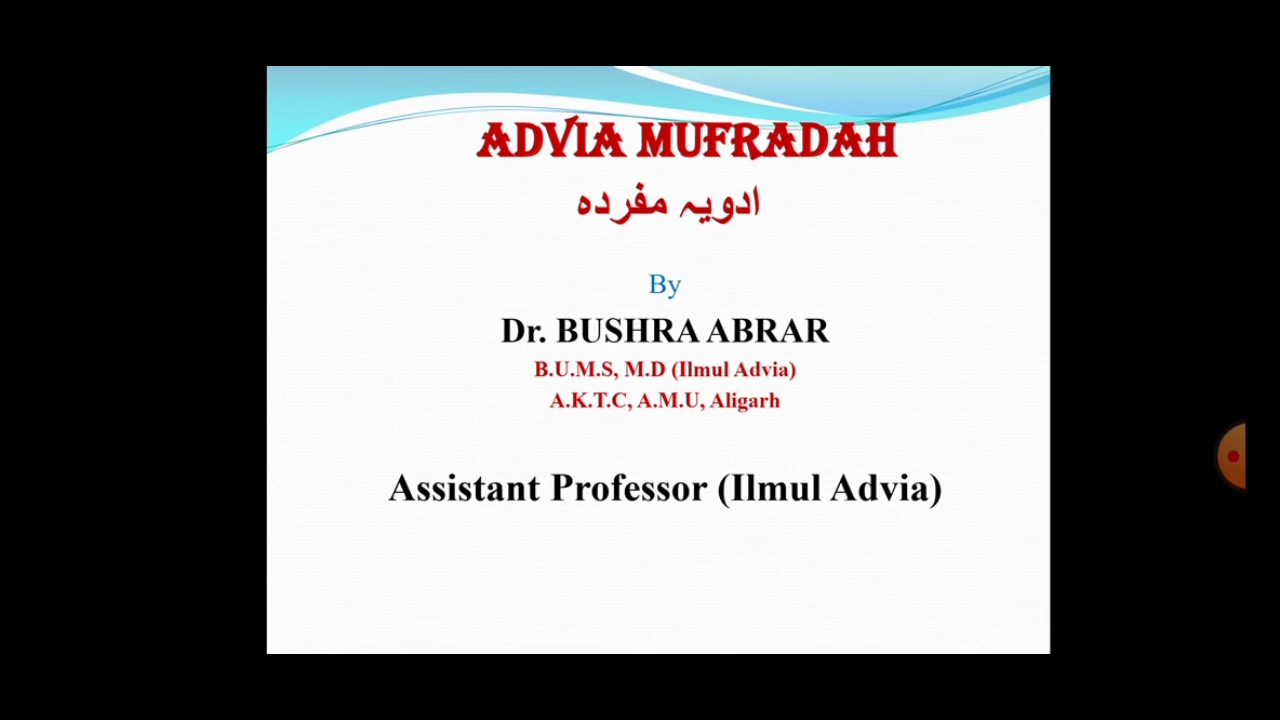 ADVIA MUFRADAH
ادویہ مفردہ
By
Dr. BUSHRA ABRAR
B.U.M.S, M.D (Ilmul Advia)
A.K.T.C, A.M.U, Aligarh
Assistant Professor (Ilmul Advia)